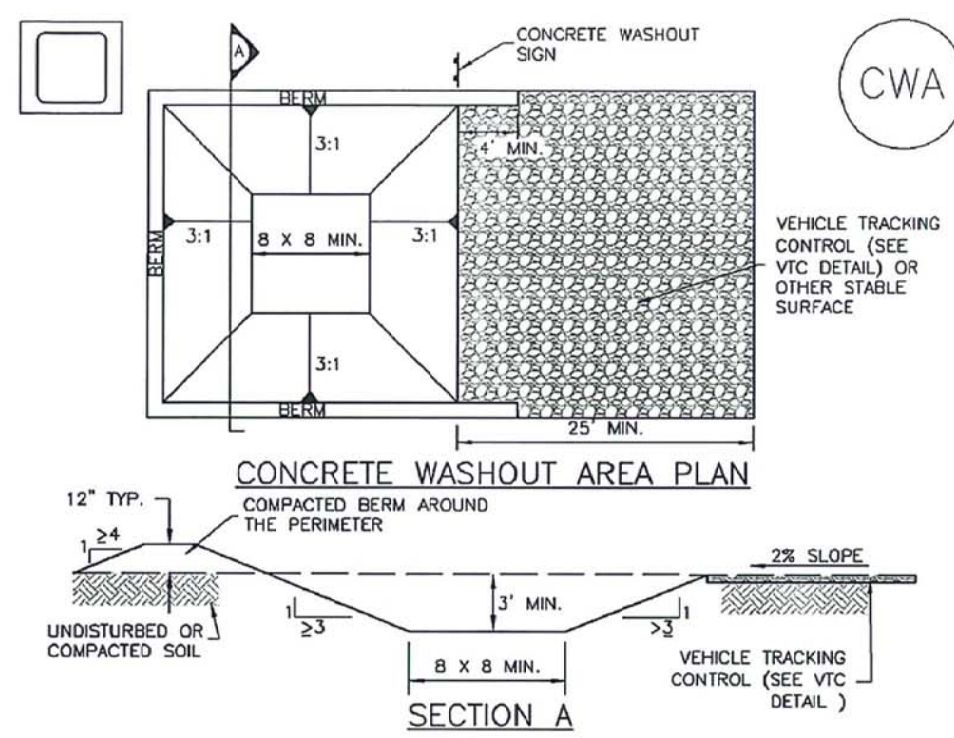 A
CONCRETE WASHOUT
SIGN
CWA
BERM
3:1
4' MIN.
3:1
8 X 8 MIN.
3:1
BERM
VEHICLE TRACKING
CONTROL (SEE
VTC DETAIL) OR
OTHER STABLE
SURFACE
3:1
BERM
25' MIN.
CONCRETE WASHOUT AREA PLAN
12" TYP.
COMPACTED BERM AROUND
THE PERIMETER
1
≥4
2% SLOPE
3' MIN.
1
≥3
>3
1
UNDISTURBED OR
COMPACTED SOIL
8 X 8 MIN.
VEHICLE TRACKING
CONTROL (SEE VTC
DETAIL )
SECTION A